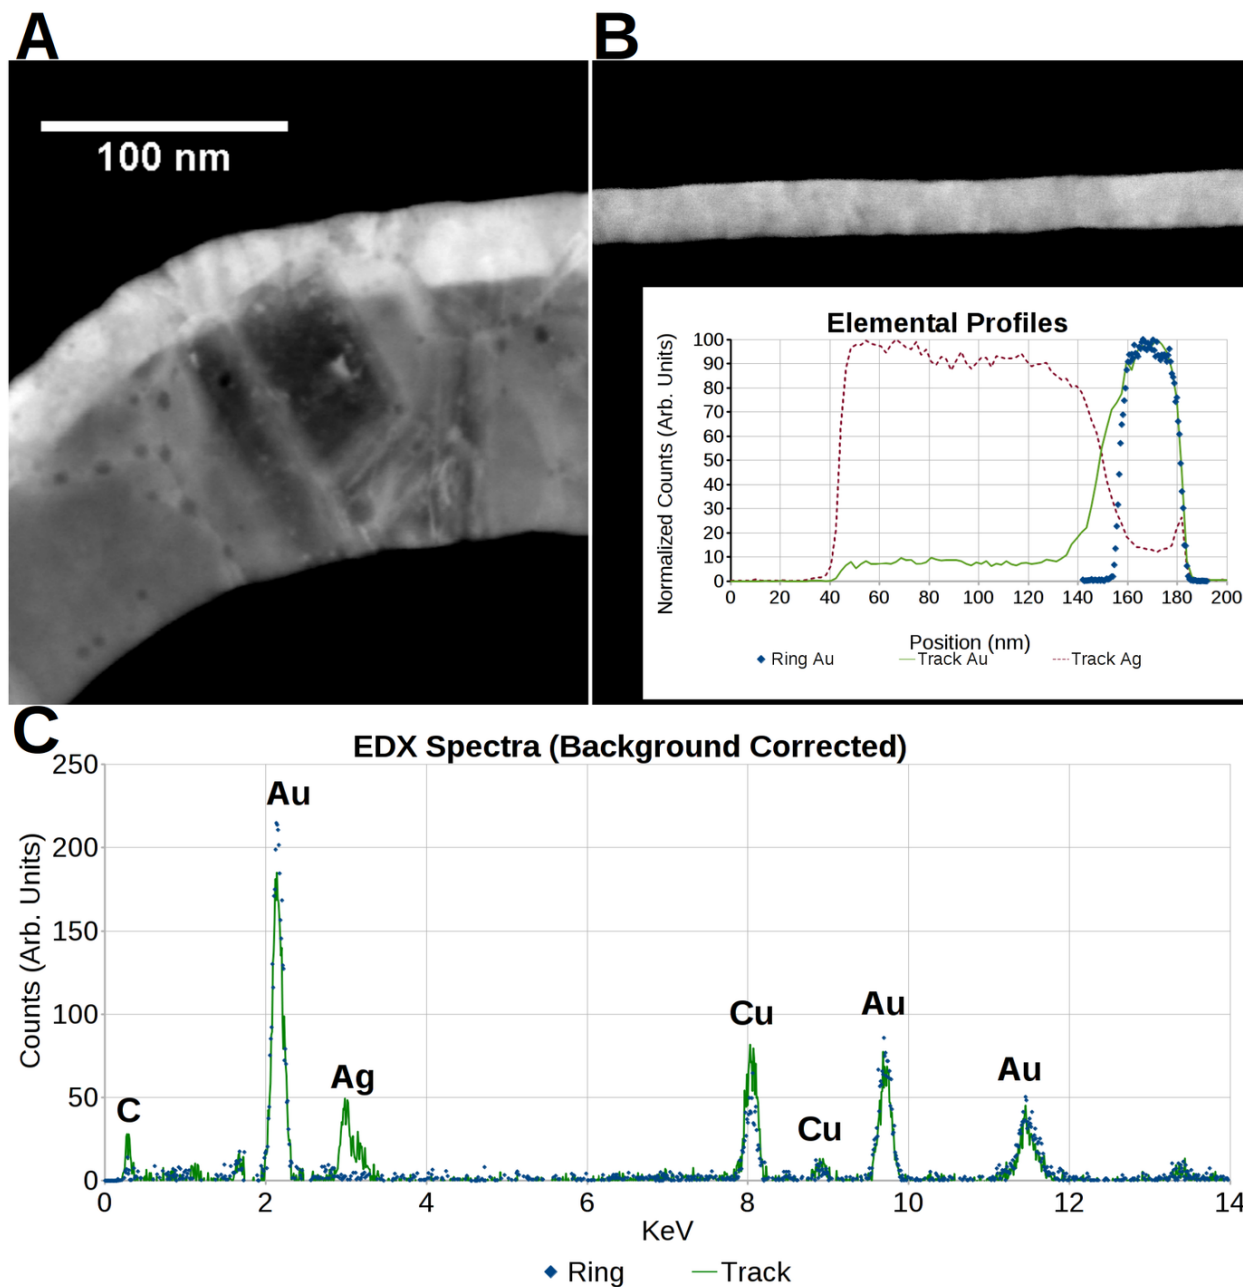 A
B
100 nm
Elemental Profiles
Normalized Counts (Arb. Units)
100
90
80
70
60
50
40
30
20
10
0
0 20 40 60 80 100 120 140 160 180 200
Position (nm)
Ring Au Track Au Track Ag
C
EDX Spectra (Background Corrected)
Counts (Arb. Units)
250
200
150
100
50
0
Au
C
Ag
Cu
Cu
Au
Au
0 2 4 6 8 10 12 14
KeV
Ring Track